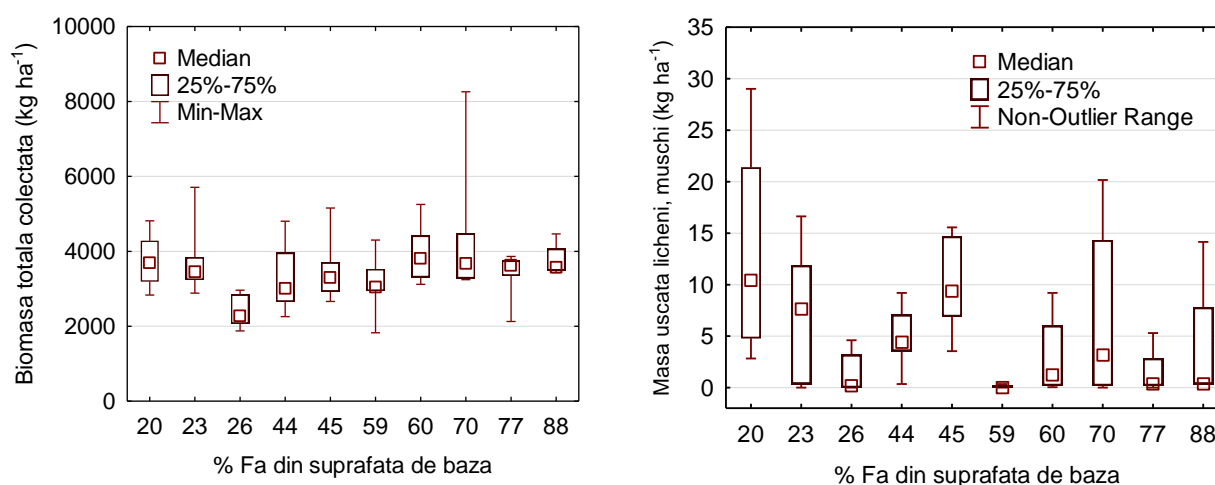 Biomasa totala colectata (kg ha⁻¹)
10000
8000
6000
4000
2000
0
Median
25%-75%
Min-Max
20 23 26 44 45 59 60 70 77 88
% Fa din suprafata de baza
Masa uscata licheni, muschi (kg ha⁻¹)
35
30
25
20
15
10
5
0
Median
25%-75%
Non-Outlier Range
20 23 26 44 45 59 60 70 77 88
% Fa din suprafata de baza